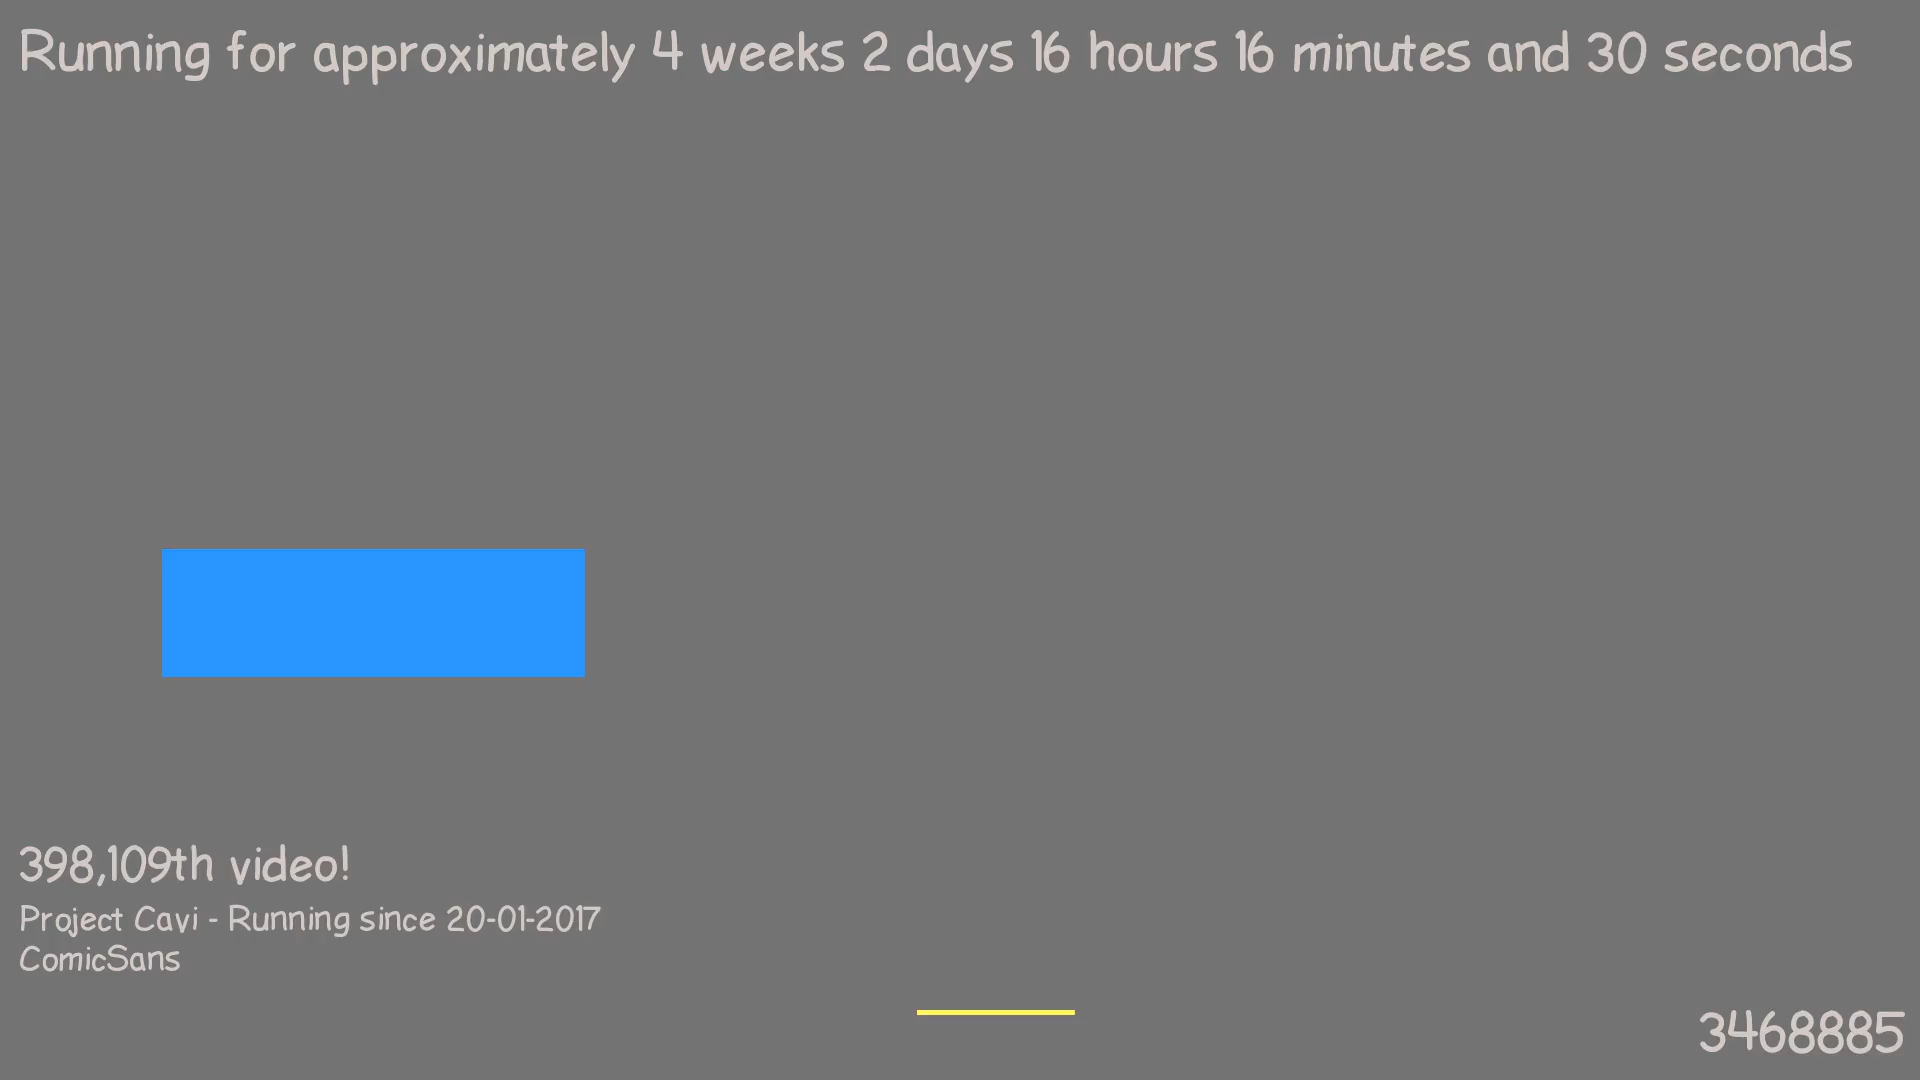 Running for approximately 4 weeks 2 days 16 hours 16 minutes and 30 seconds
398,109th video!
Project Cavi - Running since 20-01-2017
ComicSans
3468885